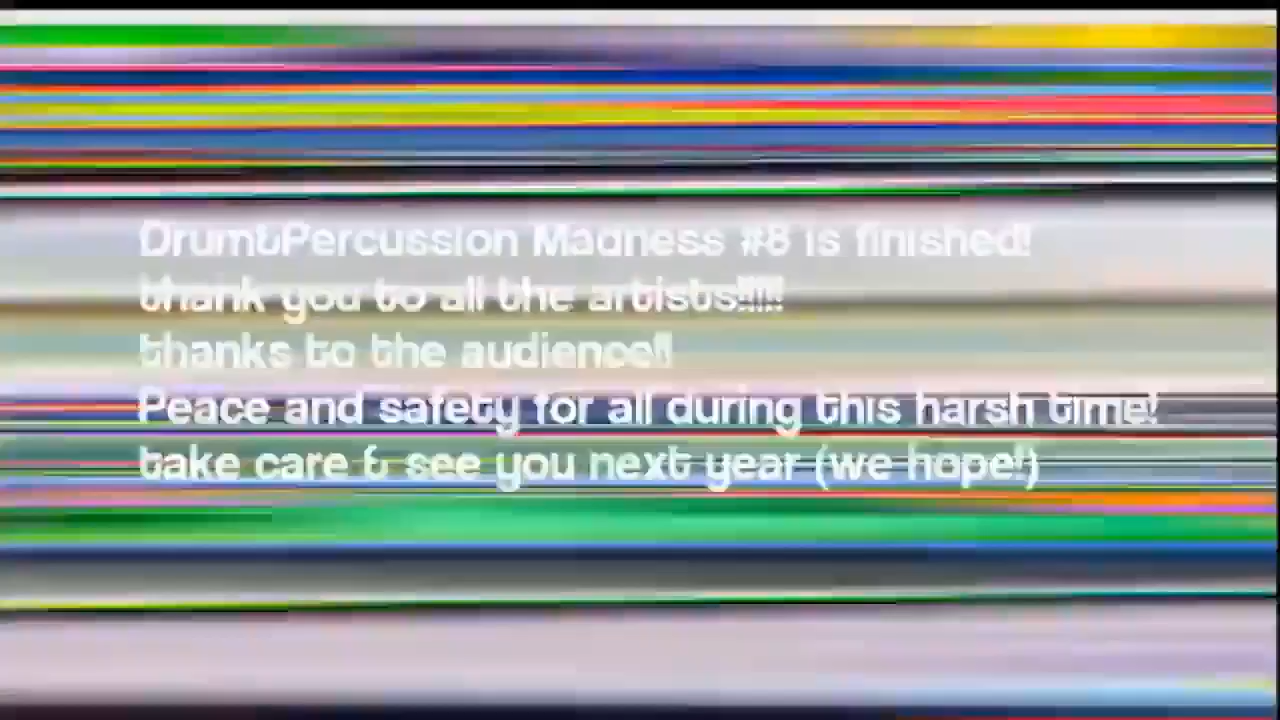 Drum&Percussion Madness #8 is finished!
thank you to all the artists!!!!!
thanks to the audience!!
Peace and safety for all during this harsh time!
take care & see you next year (we hope!)